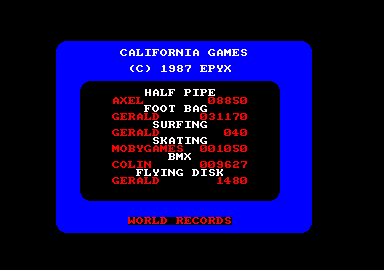 CALIFORNIA GAMES
(C) 1987 EPYX
HALF PIPE
AXEL 08850
FOOT BAG
GERALD 031170
SURFING
GERALD 040
SKATING
MOBYGAMES 001050
BMX
COLIN 009627
FLYING DISK
GERALD 1480
WORLD RECORDS